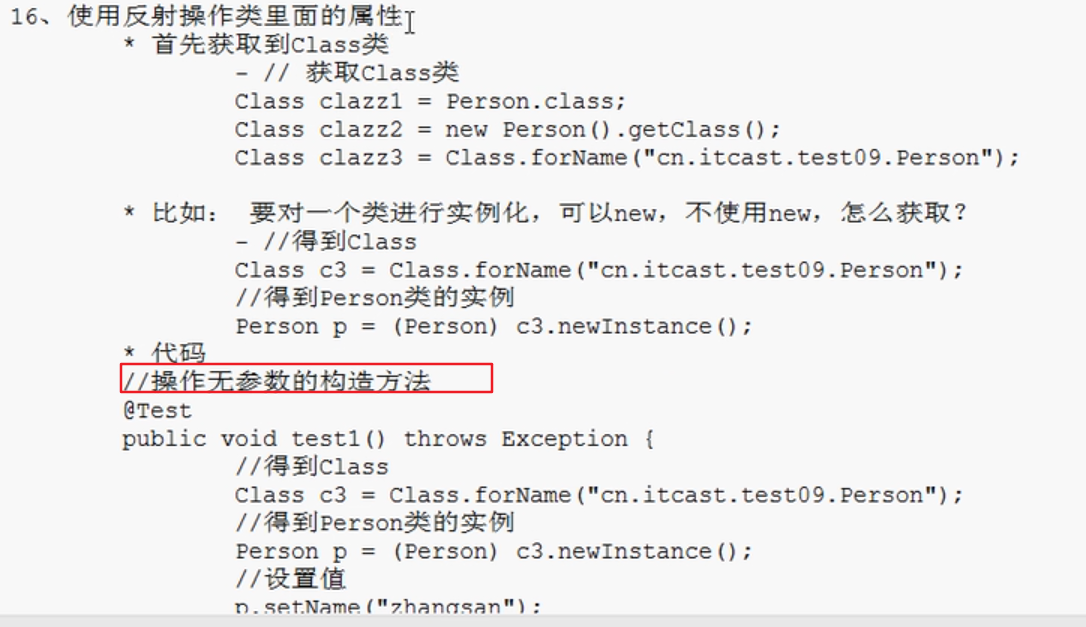 16、使用反射操作类里面的属性
* 首先获取到Class类
- // 获取Class类
Class clazz1 = Person.class;
Class clazz2 = new Person().getClass();
Class clazz3 = Class.forName("cn.itcast.test09.Person");
* 比如： 要对一个类进行实例化，可以new，不使用new，怎么获取？
- //得到Class
Class c3 = Class.forName("cn.itcast.test09.Person");
//得到Person类的实例
Person p = (Person) c3.newInstance();
* 代码
//操作无参数的构造方法
@Test
public void test1() throws Exception {
//得到Class
Class c3 = Class.forName("cn.itcast.test09.Person");
//得到Person类的实例
Person p = (Person) c3.newInstance();
//设置值
p.setName("zhangsan");